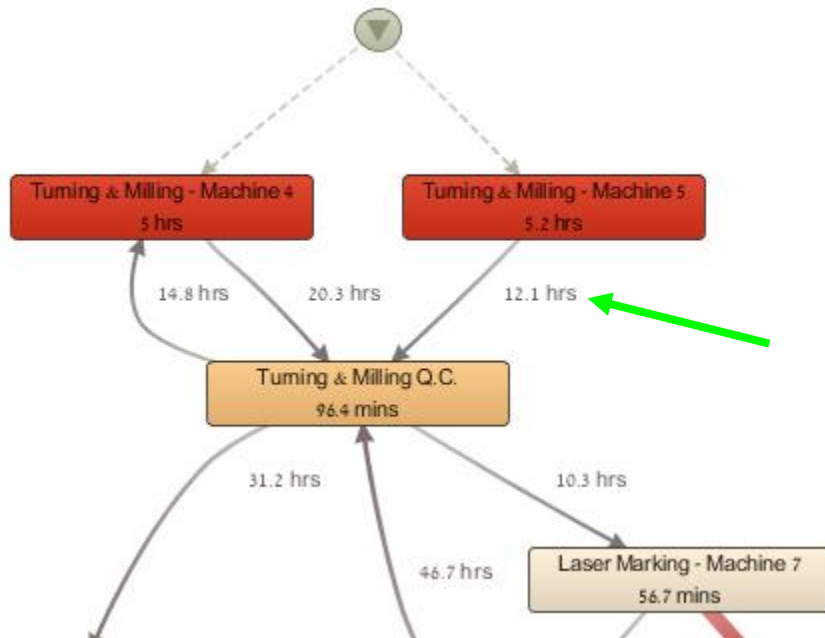 Turning & Milling - Machine 4
5 hrs
Turning & Milling - Machine 5
5.2 hrs
14.8 hrs
20.3 hrs
12.1 hrs
Turning & Milling Q.C.
96.4 mins
31.2 hrs
10.3 hrs
46.7 hrs
Laser Marking - Machine 7
56.7 mins